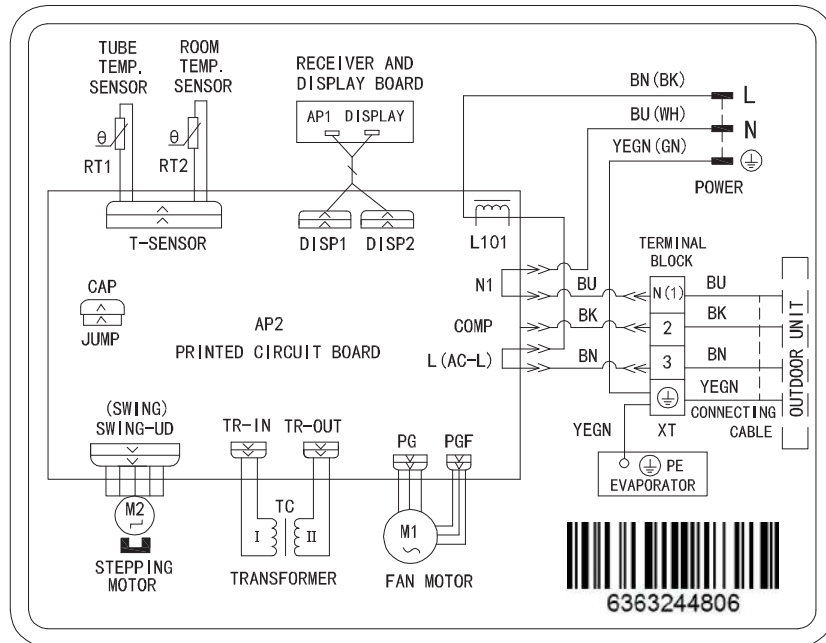 TUBE
TEMP.
SENSOR
ROOM
TEMP.
SENSOR
RECEIVER AND
DISPLAY BOARD
AP1 DISPLAY
θ
RT1
θ
RT2
T-SENSOR
DISP1
DISP2
L101
BN(BK)
L
BU(WH)
N
YEGN(GN)
POWER
CAP
JUMP
AP2
PRINTED CIRCUIT BOARD
N1
COMP
L(AC-L)
BU
BK
BN
TERMINAL
BLOCK
N(1)
2
3
XT
BU
BK
BN
YEGN
CONNECTING
CABLE
OUTDOOR UNIT
YEGN
PE
EVAPORATOR
(SWING)
SWING-UD
M2
STEPPING
MOTOR
TR-IN
TR-OUT
TC
I
II
TRANSFORMER
PG
PGF
M1
FAN MOTOR
6363244806